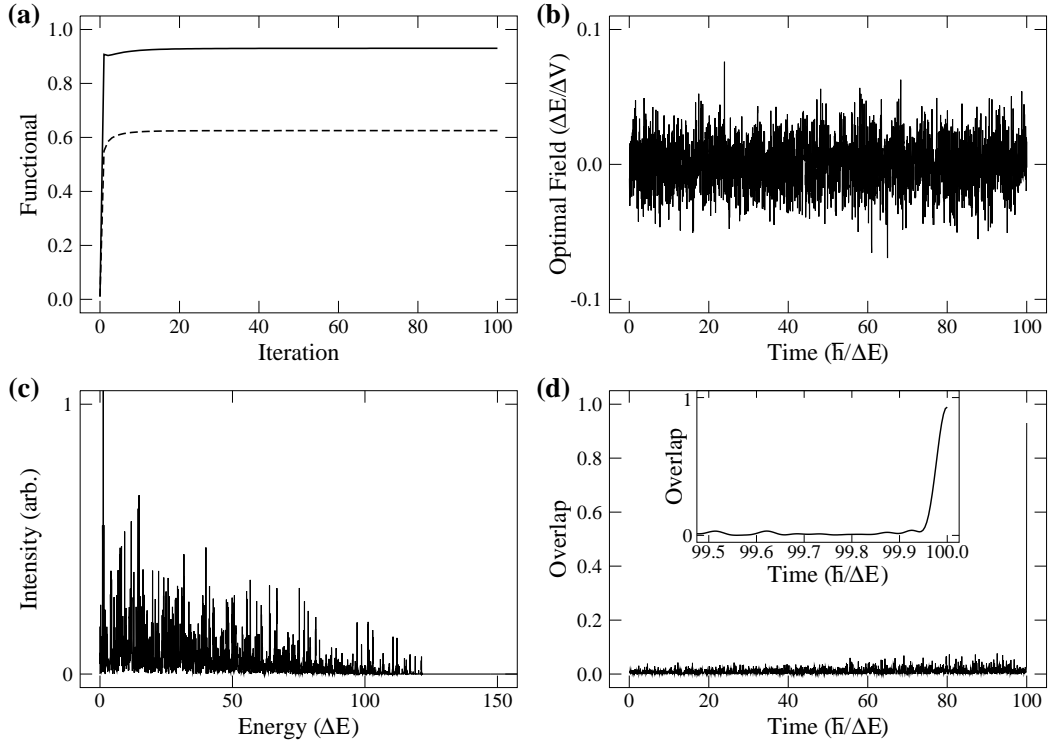 (a)
1.0
0.8
0.6
0.4
0.2
0.0
Functional
0 20 40 60 80 100
Iteration
(b)
0.1
0.0
-0.1
Optimal Field (ΔE/ΔV)
0 20 40 60 80 100
Time (ħ/ΔE)
(c)
1
0
Intensity (arb.)
0 50 100 150
Energy (ΔE)
(d)
1.0
0.8
0.6
0.4
0.2
0.0
Overlap
0 20 40 60 80 100
Time (ħ/ΔE)
1
0
Overlap
99.5 99.6 99.7 99.8 99.9 100.0
Time (ħ/ΔE)